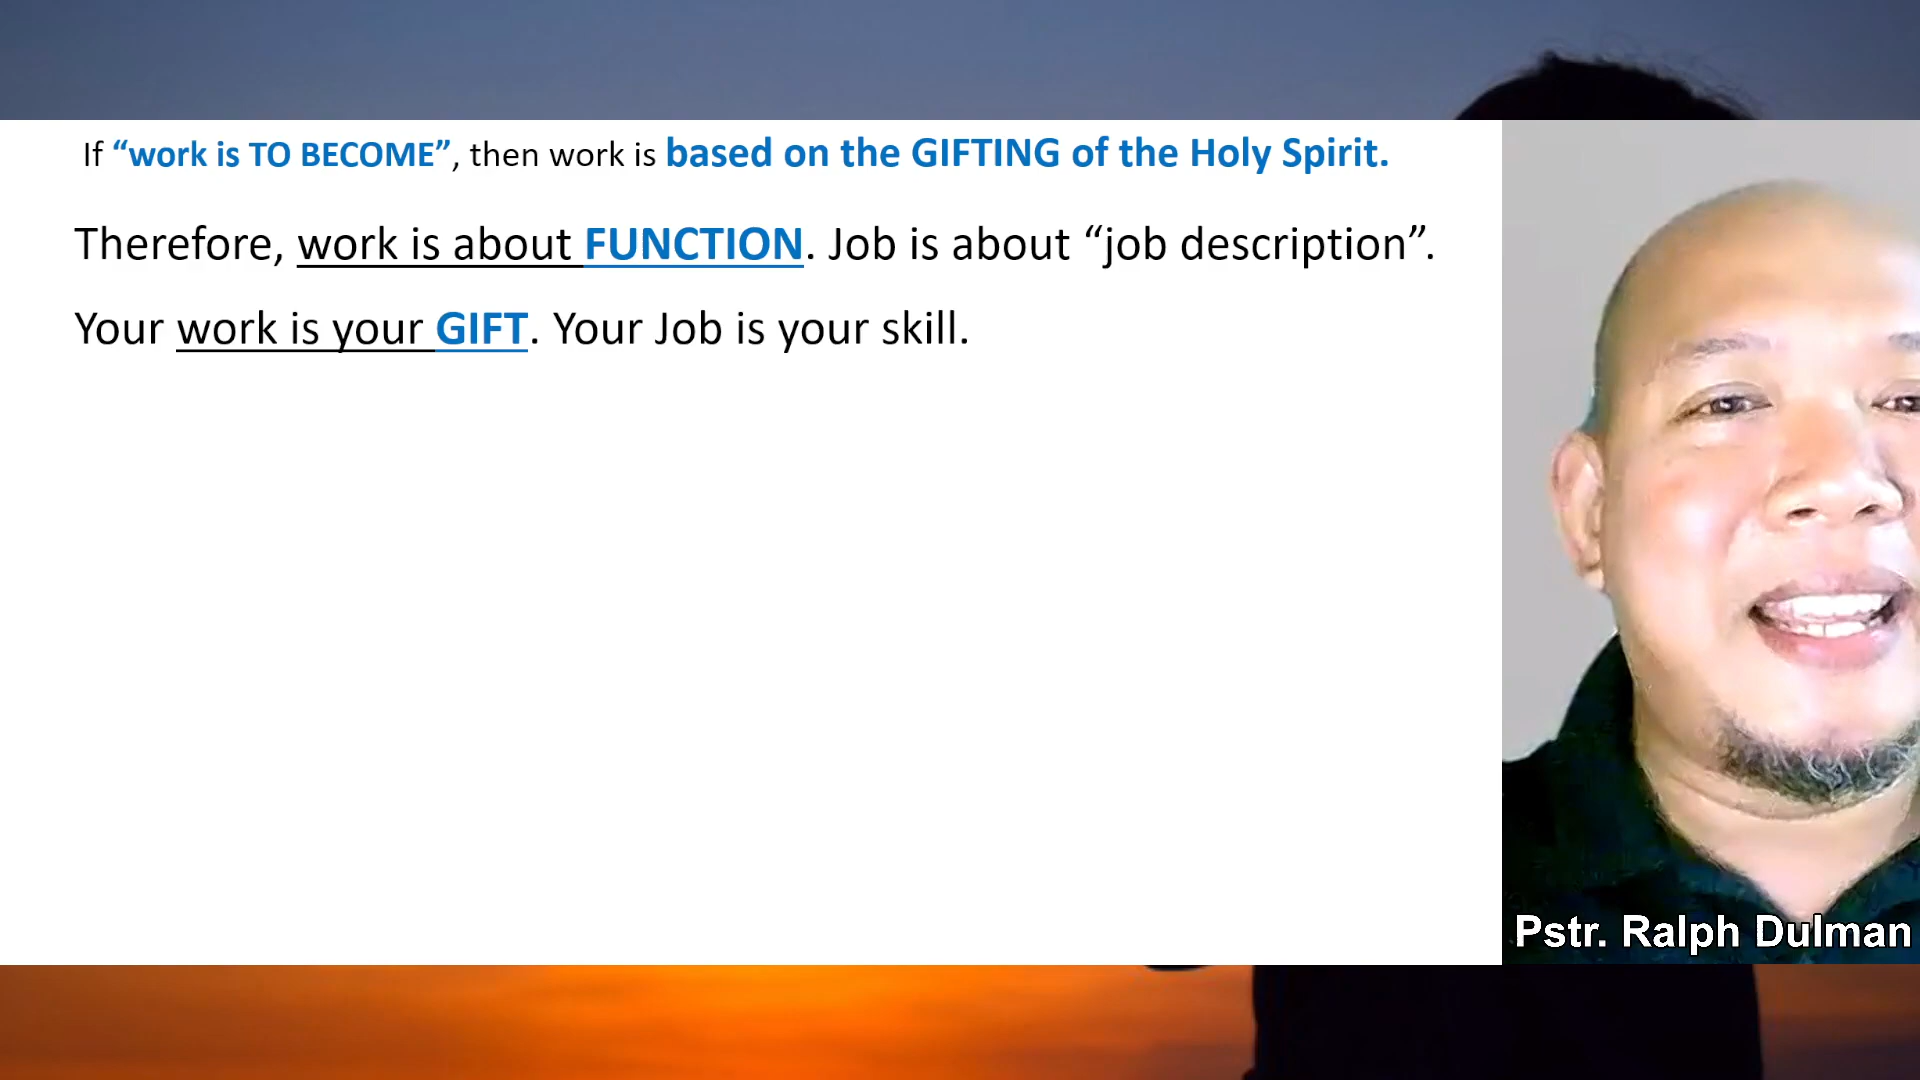 If “work is TO BECOME”, then work is based on the GIFTING of the Holy Spirit.
Therefore, work is about FUNCTION. Job is about “job description”.
Your work is your GIFT. Your Job is your skill.
Pstr. Ralph Dulman